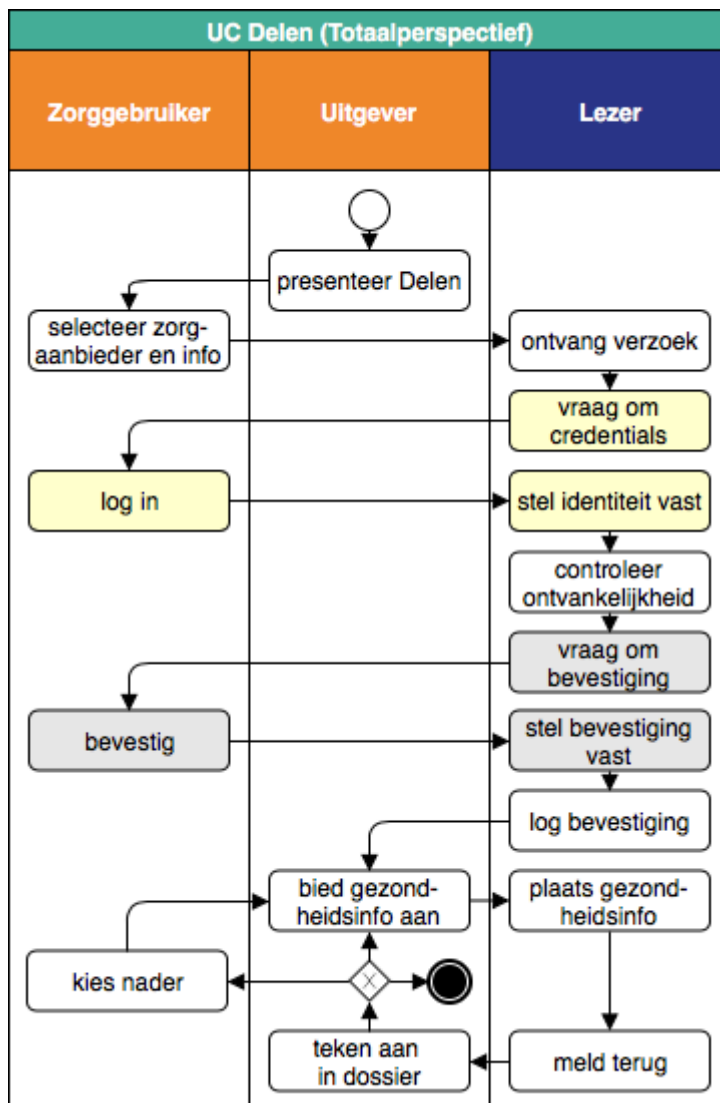 UC Delen (Totaalperspectief)
Zorggebruiker
Uitgever
Lezer
presenteer Delen
selecteer zorg-
aanbieder en info
ontvang verzoek
vraag om
credentials
log in
stel identiteit vast
controleer
ontvankelijkheid
vraag om
bevestiging
bevestig
stel bevestiging
vast
log bevestiging
bied gezond-
heidsinfo aan
plaats gezond-
heidsinfo
kies nader
X
teken aan
in dossier
meld terug